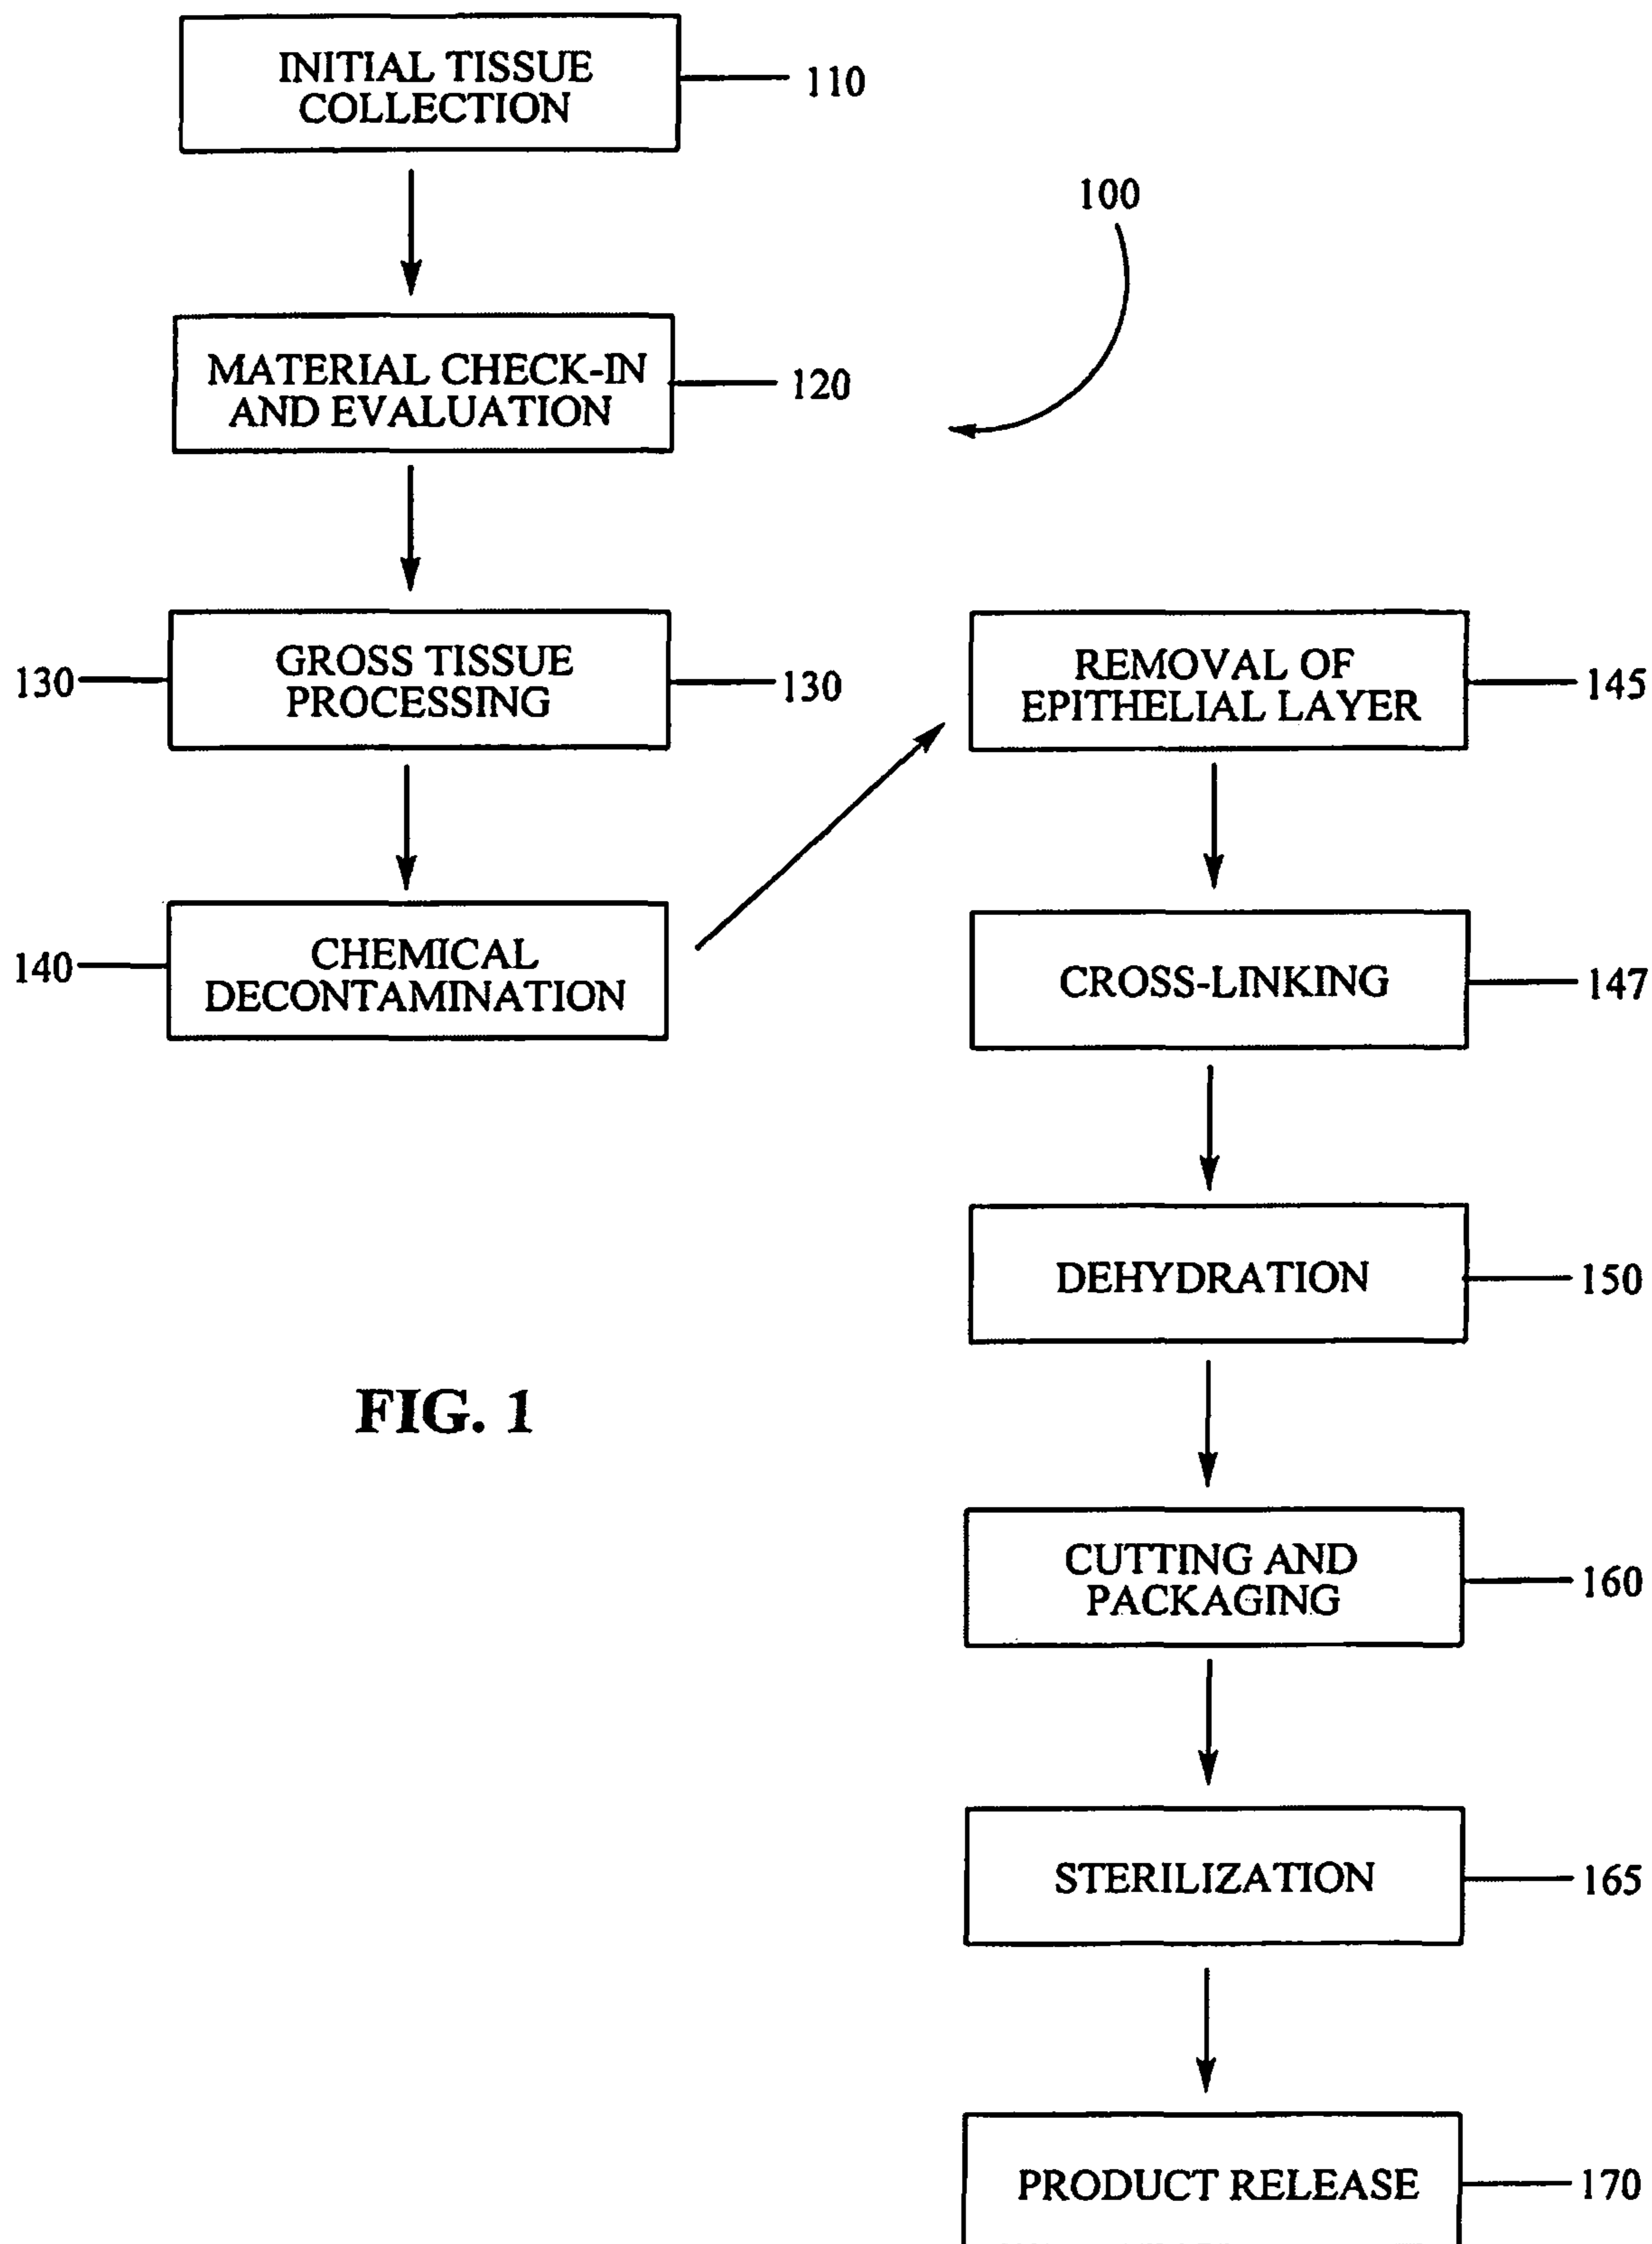 INITIAL TISSUE
COLLECTION
110
100
MATERIAL CHECK-IN
AND EVALUATION
120
130
GROSS TISSUE
PROCESSING
130
140
CHEMICAL
DECONTAMINATION
REMOVAL OF
EPITHELIAL LAYER
145
CROSS-LINKING
147
DEHYDRATION
150
CUTTING AND
PACKAGING
160
STERILIZATION
165
PRODUCT RELEASE
170
FIG. 1